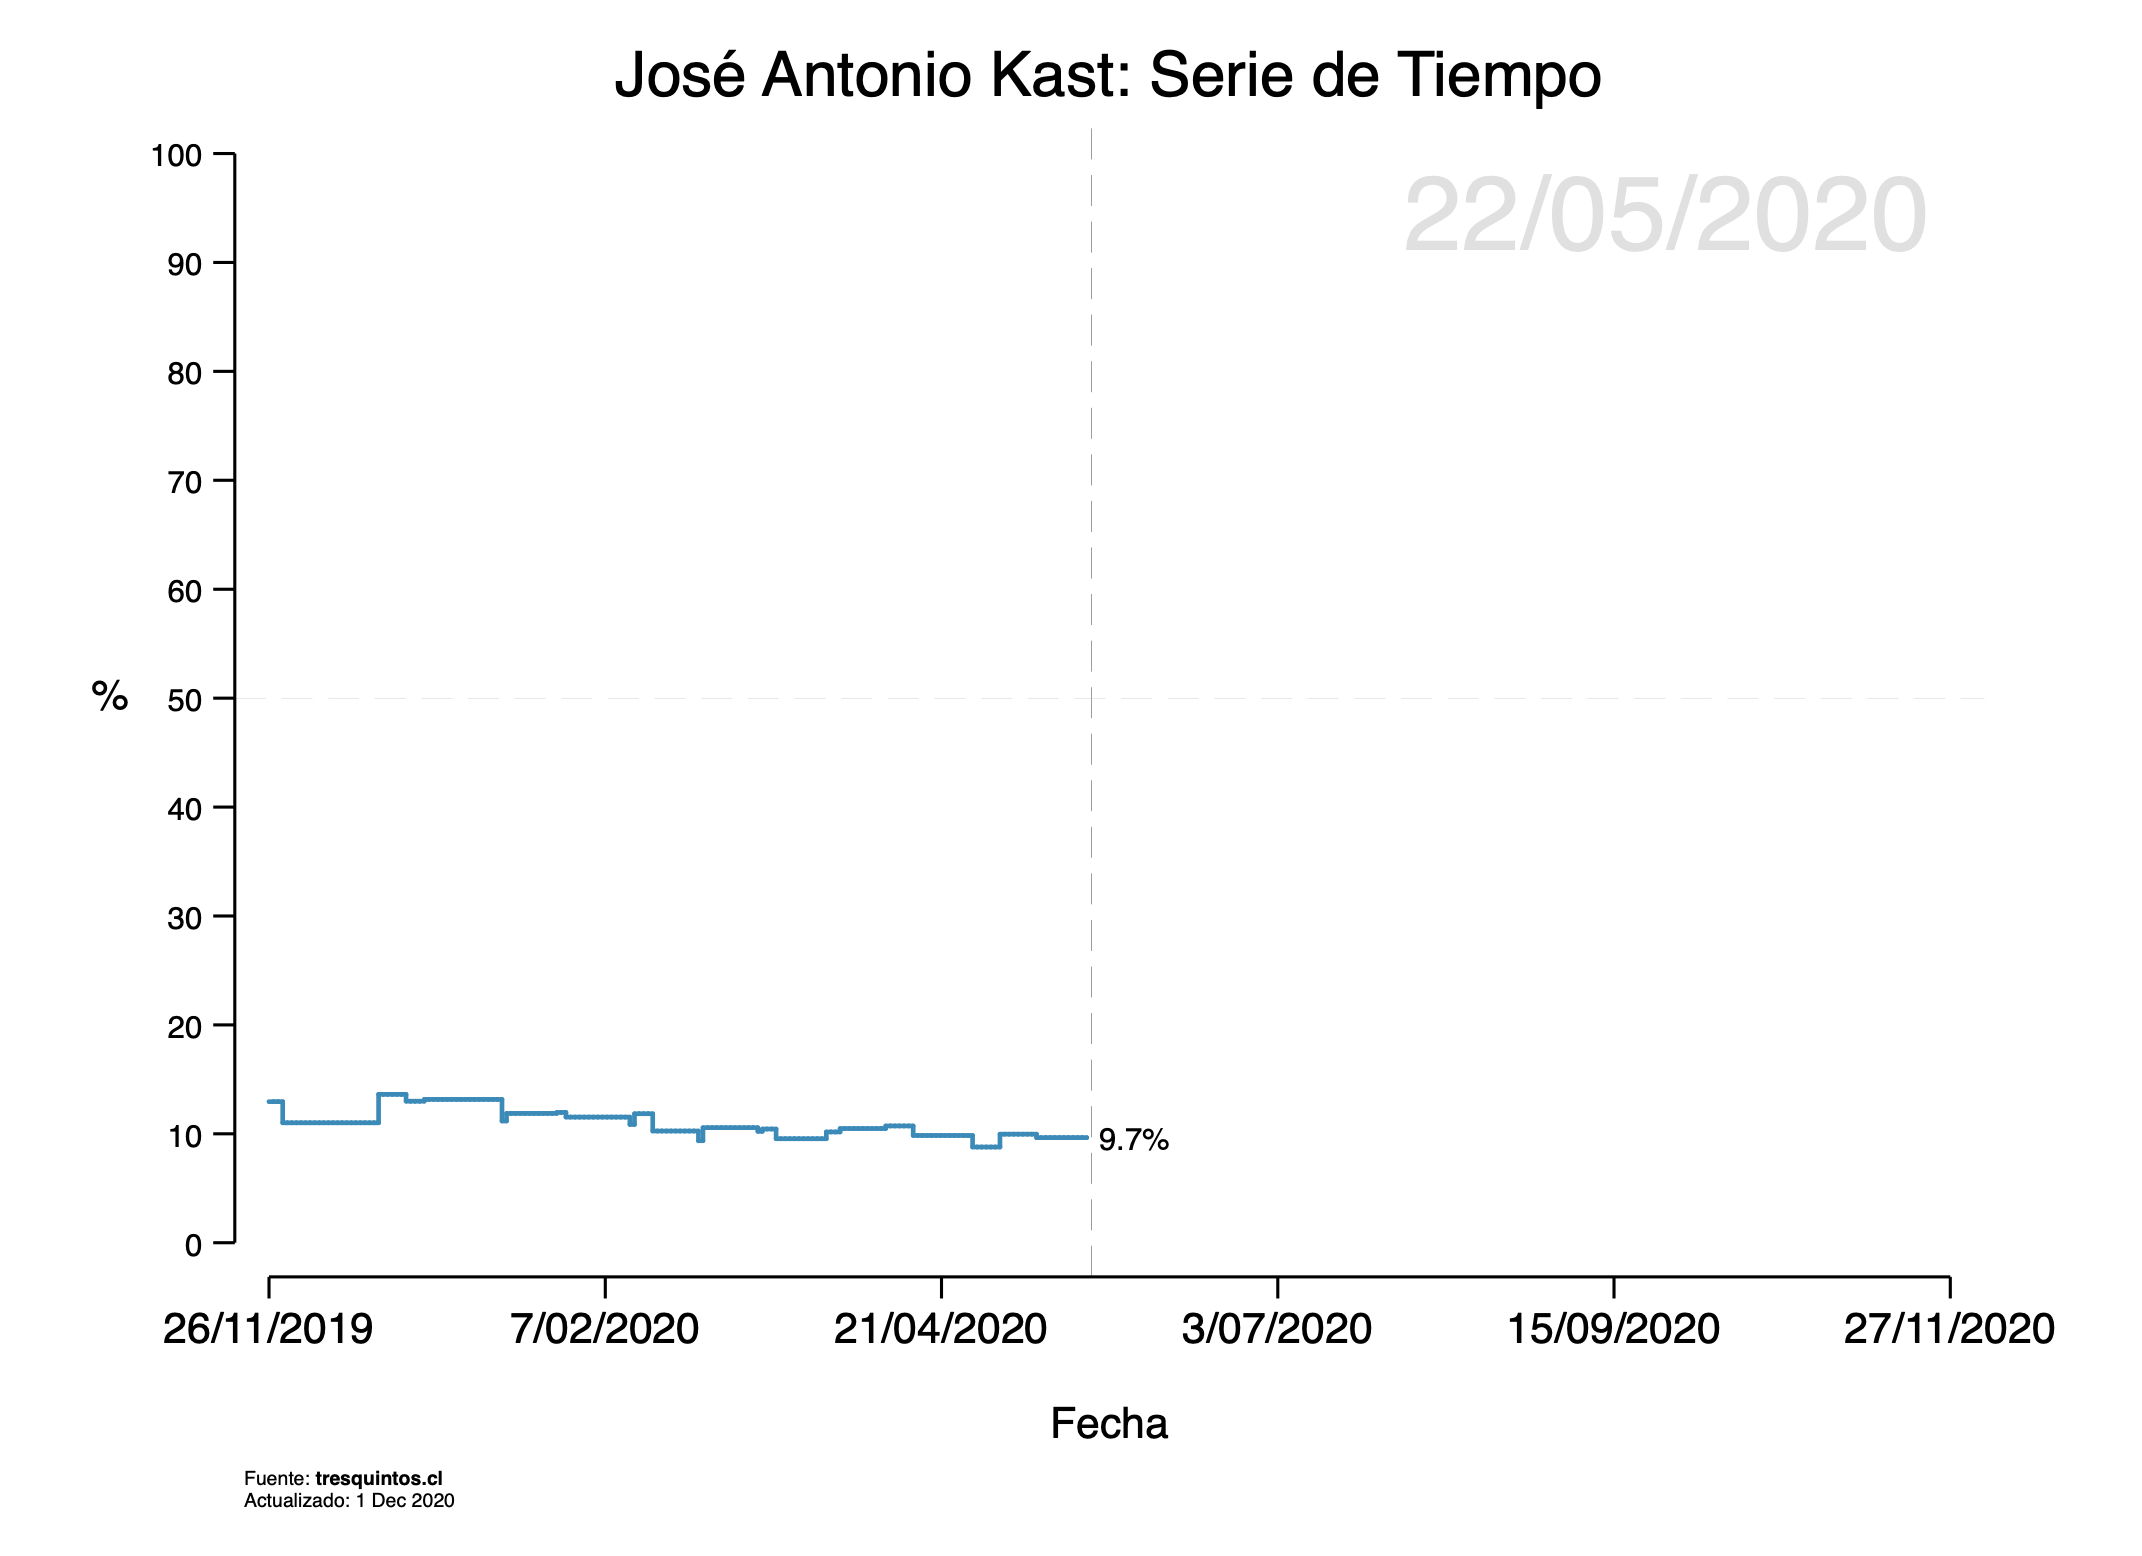 José Antonio Kast: Serie de Tiempo
22/05/2020
100
90
80
70
60
50
40
30
20
10
0
%
9.7%
26/11/2019 7/02/2020 21/04/2020 3/07/2020 15/09/2020 27/11/2020
Fecha
Fuente: tresquintos.cl
Actualizado: 1 Dec 2020